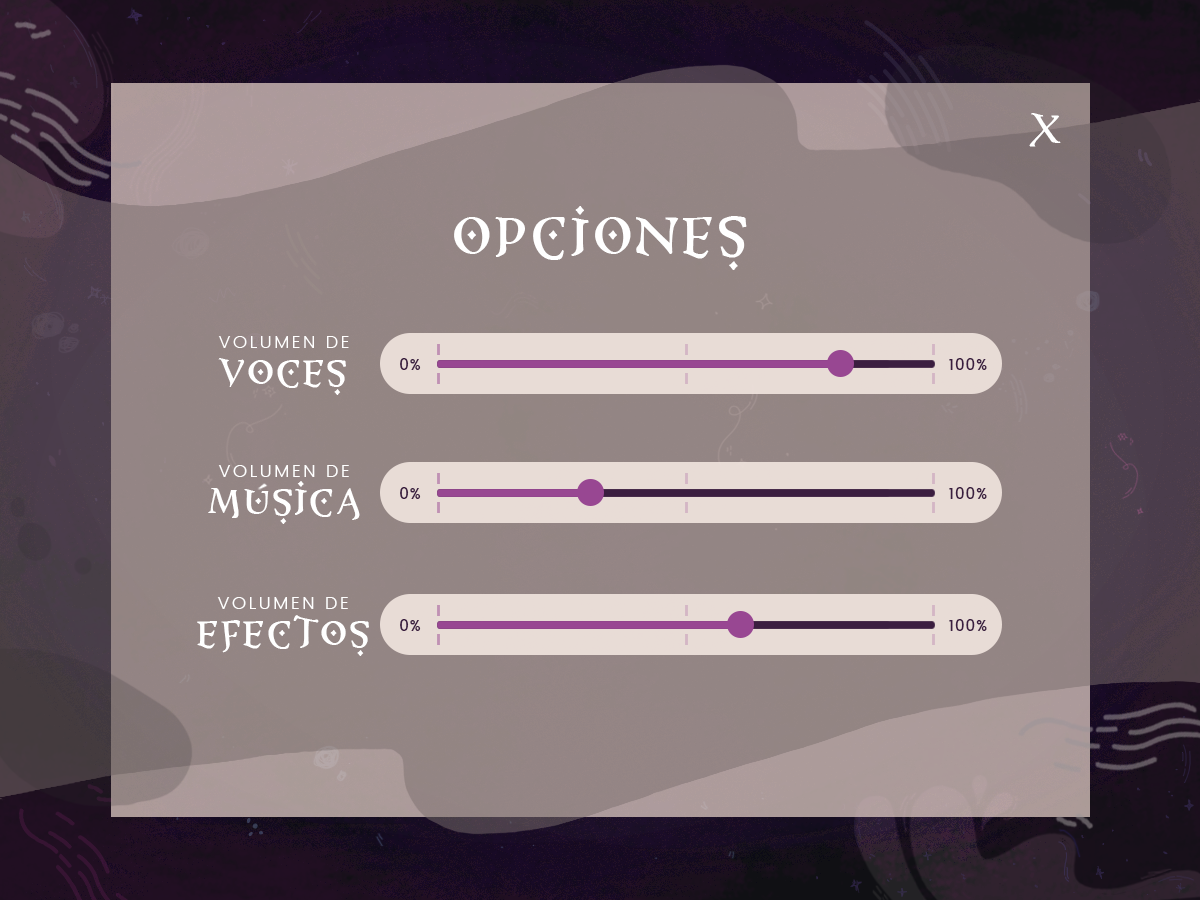 X
OPCIONES
VOLUMEN DE
VOCES
0% 100%
VOLUMEN DE
MÚSICA
0% 100%
VOLUMEN DE
EFECTOS
0% 100%